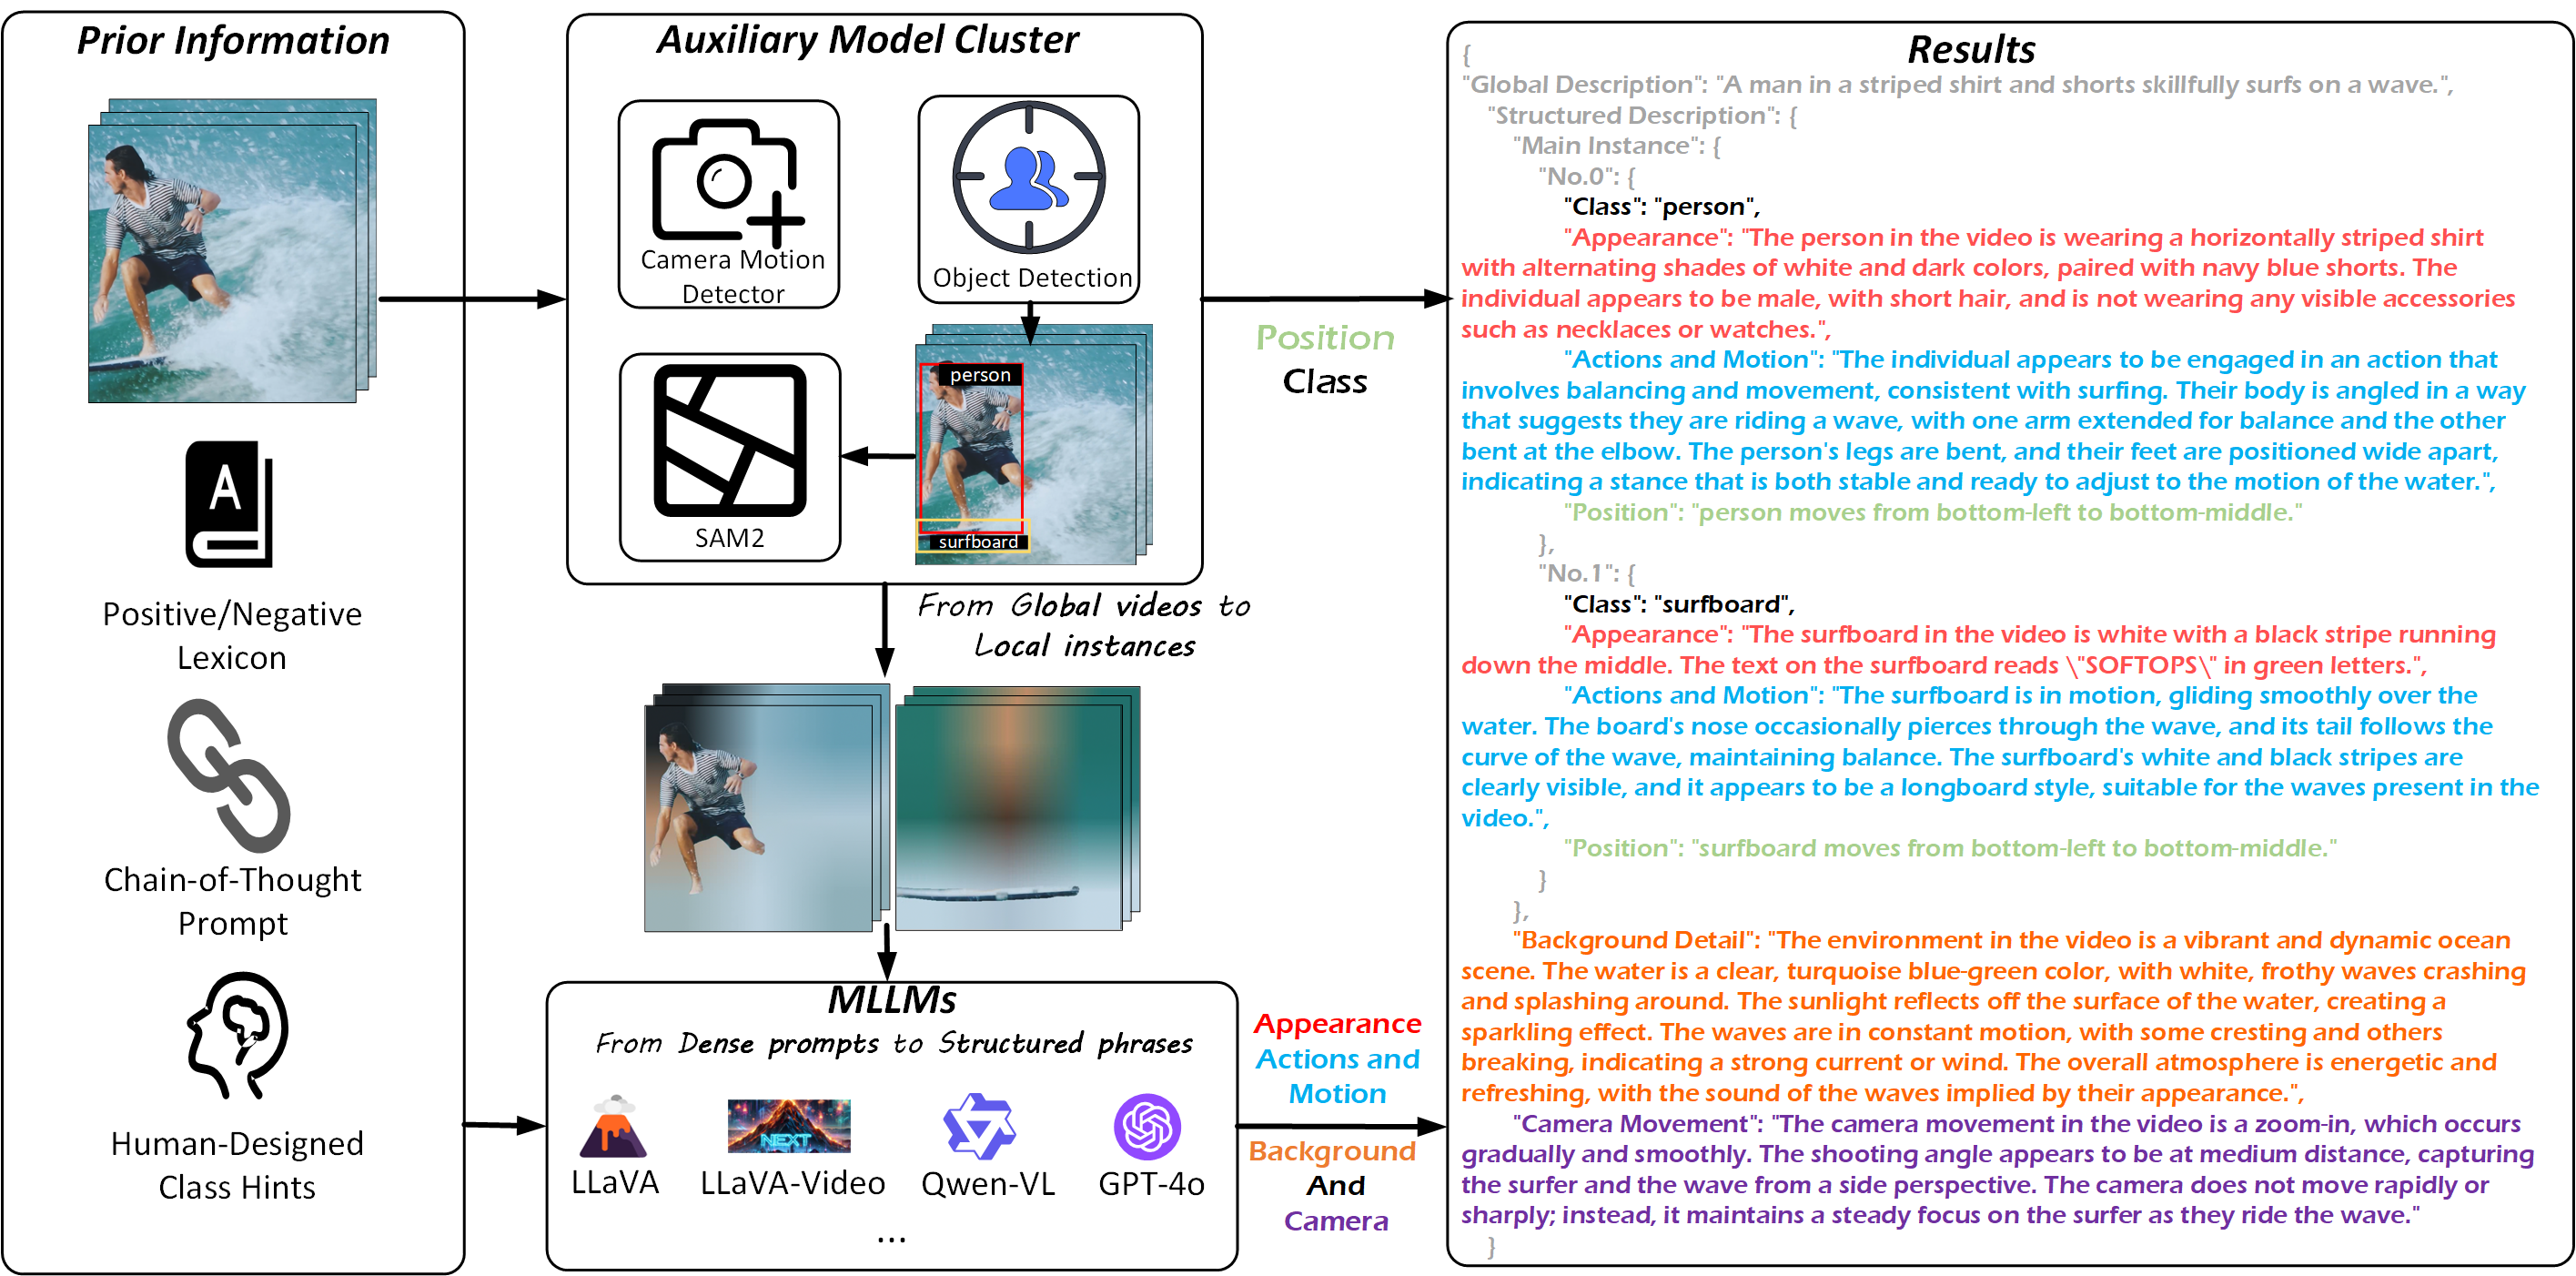 Prior Information
Positive/Negative
Lexicon
Chain-of-Thought
Prompt
Human-Designed
Class Hints
Auxiliary Model Cluster
Camera Motion
Detector
Object Detection
person
surfboard
SAM2
From Global videos to
Local instances
MLLMs
From Dense prompts to Structured phrases
NEXT
LLaVA
LLaVA-Video
Qwen-VL
GPT-4o
...
Position
Class
Appearance
Actions and
Motion
Background
And
Camera
Results
{
"Global Description": "A man in a striped shirt and shorts skillfully surfs on a wave.",
"Structured Description": {
"Main Instance": {
"No.0": {
"Class": "person",
"Appearance": "The person in the video is wearing a horizontally striped shirt
with alternating shades of white and dark colors, paired with navy blue shorts. The
individual appears to be male, with short hair, and is not wearing any visible accessories
such as necklaces or watches.",
"Actions and Motion": "The individual appears to be engaged in an action that
involves balancing and movement, consistent with surfing. Their body is angled in a way
that suggests they are riding a wave, with one arm extended for balance and the other
bent at the elbow. The person's legs are bent, and their feet are positioned wide apart,
indicating a stance that is both stable and ready to adjust to the motion of the water.",
"Position": "person moves from bottom-left to bottom-middle."
},
"No.1": {
"Class": "surfboard",
"Appearance": "The surfboard in the video is white with a black stripe running
down the middle. The text on the surfboard reads \"SOFTOPS\" in green letters.",
"Actions and Motion": "The surfboard is in motion, gliding smoothly over the
water. The board's nose occasionally pierces through the wave, and its tail follows the
curve of the wave, maintaining balance. The surfboard's white and black stripes are
clearly visible, and it appears to be a longboard style, suitable for the waves present in the
video.",
"Position": "surfboard moves from bottom-left to bottom-middle."
}
},
"Background Detail": "The environment in the video is a vibrant and dynamic ocean
scene. The water is a clear, turquoise blue-green color, with white, frothy waves crashing
and splashing around. The sunlight reflects off the surface of the water, creating a
sparkling effect. The waves are in constant motion, with some cresting and others
breaking, indicating a strong current or wind. The overall atmosphere is energetic and
refreshing, with the sound of the waves implied by their appearance.",
"Camera Movement": "The camera movement in the video is a zoom-in, which occurs
gradually and smoothly. The shooting angle appears to be at medium distance, capturing
the surfer and the wave from a side perspective. The camera does not move rapidly or
sharply; instead, it maintains a steady focus on the surfer as they ride the wave."
}